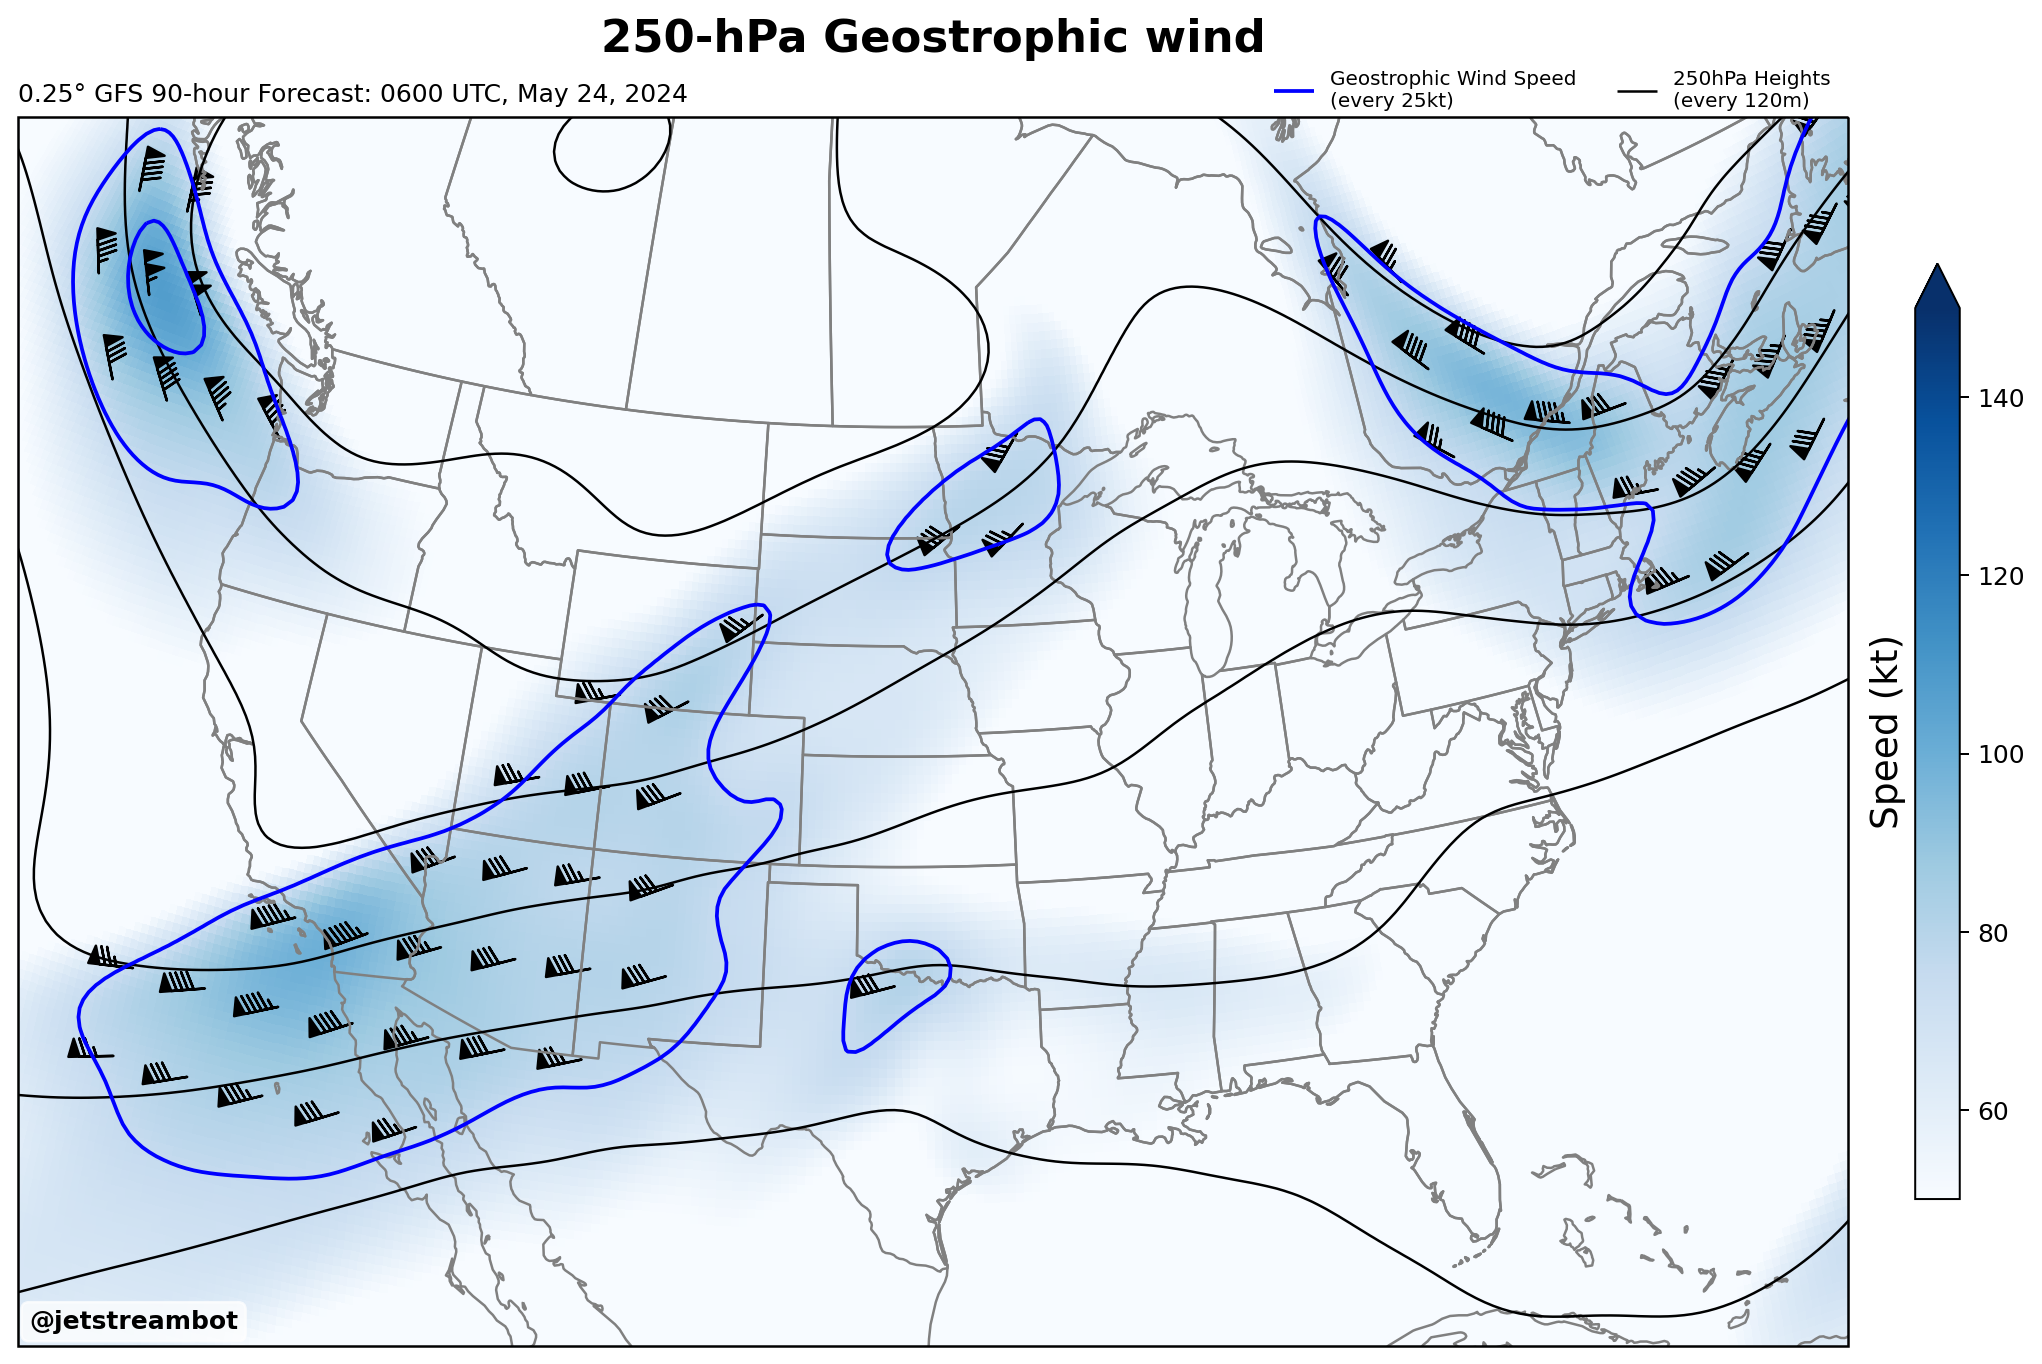 250-hPa Geostrophic wind
0.25° GFS 90-hour Forecast: 0600 UTC, May 24, 2024
Geostrophic Wind Speed
(every 25kt)
250hPa Heights
(every 120m)
140
120
100
80
60
Speed (kt)
@jetstreambot